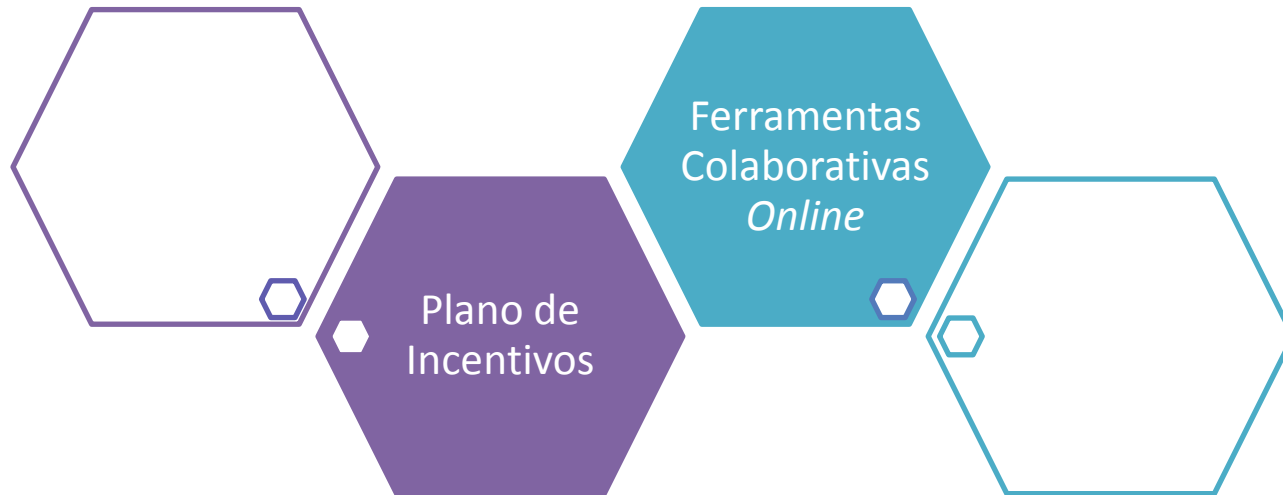 Ferramentas
Colaborativas
Online
Plano de
Incentivos